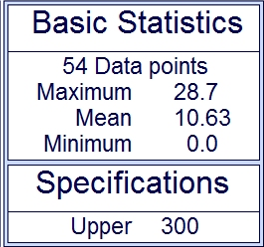 Basic Statistics
54 Data points
Maximum 28.7
Mean 10.63
Minimum 0.0
Specifications
Upper 300